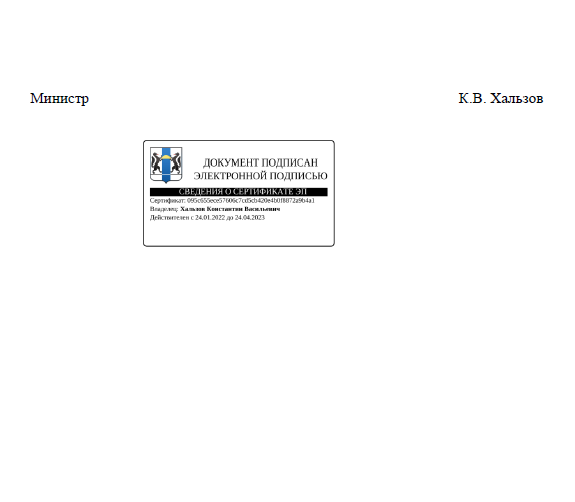 Министр К.В. Хальзов
ДОКУМЕНТ ПОДПИСАН
ЭЛЕКТРОННОЙ ПОДПИСЬЮ
СВЕДЕНИЯ О СЕРТИФИКАТЕ ЭП
Сертификат: 095c655ece57606c7cd5cb420e4b0f8872a9b4a1
Владелец: Хальзов Константин Васильевич
Действителен с 24.01.2022 до 24.04.2023